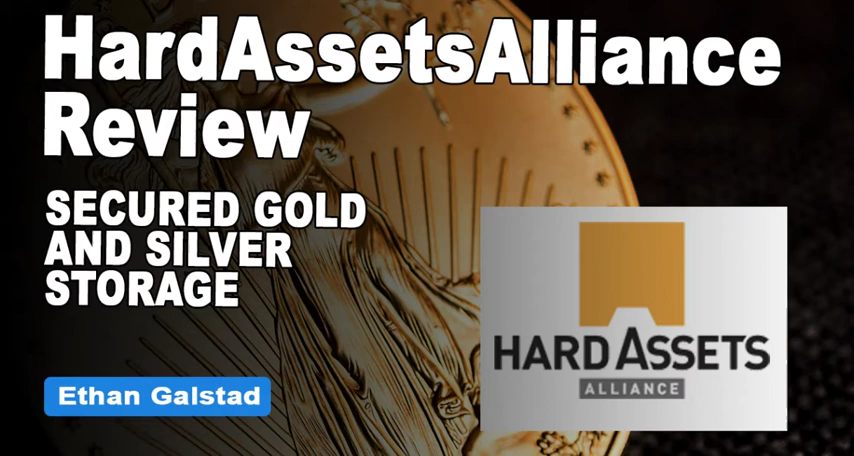 HardAssetsAlliance
Review
SECURED GOLD
AND SILVER
STORAGE
Ethan Galstad
HARD ASSETS
ALLIANCE